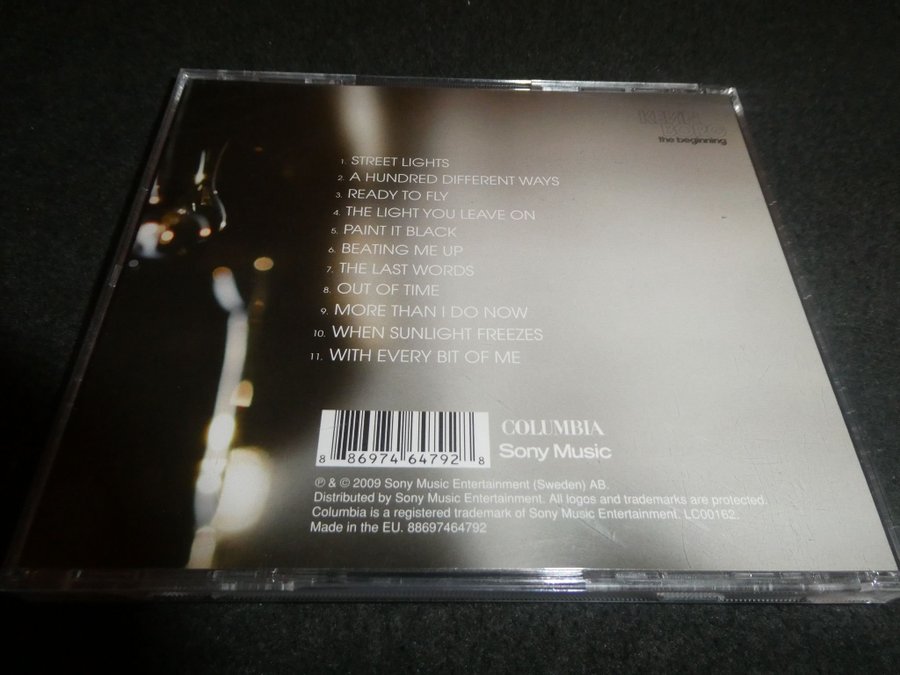 KEVIN
BORG
the beginning
1. STREET LIGHTS
2. A HUNDRED DIFFERENT WAYS
3. READY TO FLY
4. THE LIGHT YOU LEAVE ON
5. PAINT IT BLACK
6. BEATING ME UP
7. THE LAST WORDS
8. OUT OF TIME
9. MORE THAN I DO NOW
10. WHEN SUNLIGHT FREEZES
11. WITH EVERY BIT OF ME
8 86974 64792 8
COLUMBIA
Sony Music
℗ & © 2009 Sony Music Entertainment (Sweden) AB.
Distributed by Sony Music Entertainment. All logos and trademarks are protected.
Columbia is a registered trademark of Sony Music Entertainment. LC00162.
Made in the EU. 88697464792